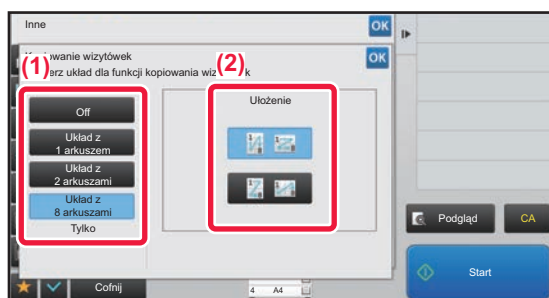 Inne
OK
Kopiowanie wizytówek
OK
(1)
(2)
erz układ dla funkcji kopiowania wiz k
Off
Układ z
1 arkuszem
Układ z
2 arkuszami
Układ z
8 arkuszami
Tylko
Ułożenie
Podgląd
CA
Cofnij
4 A4
Start